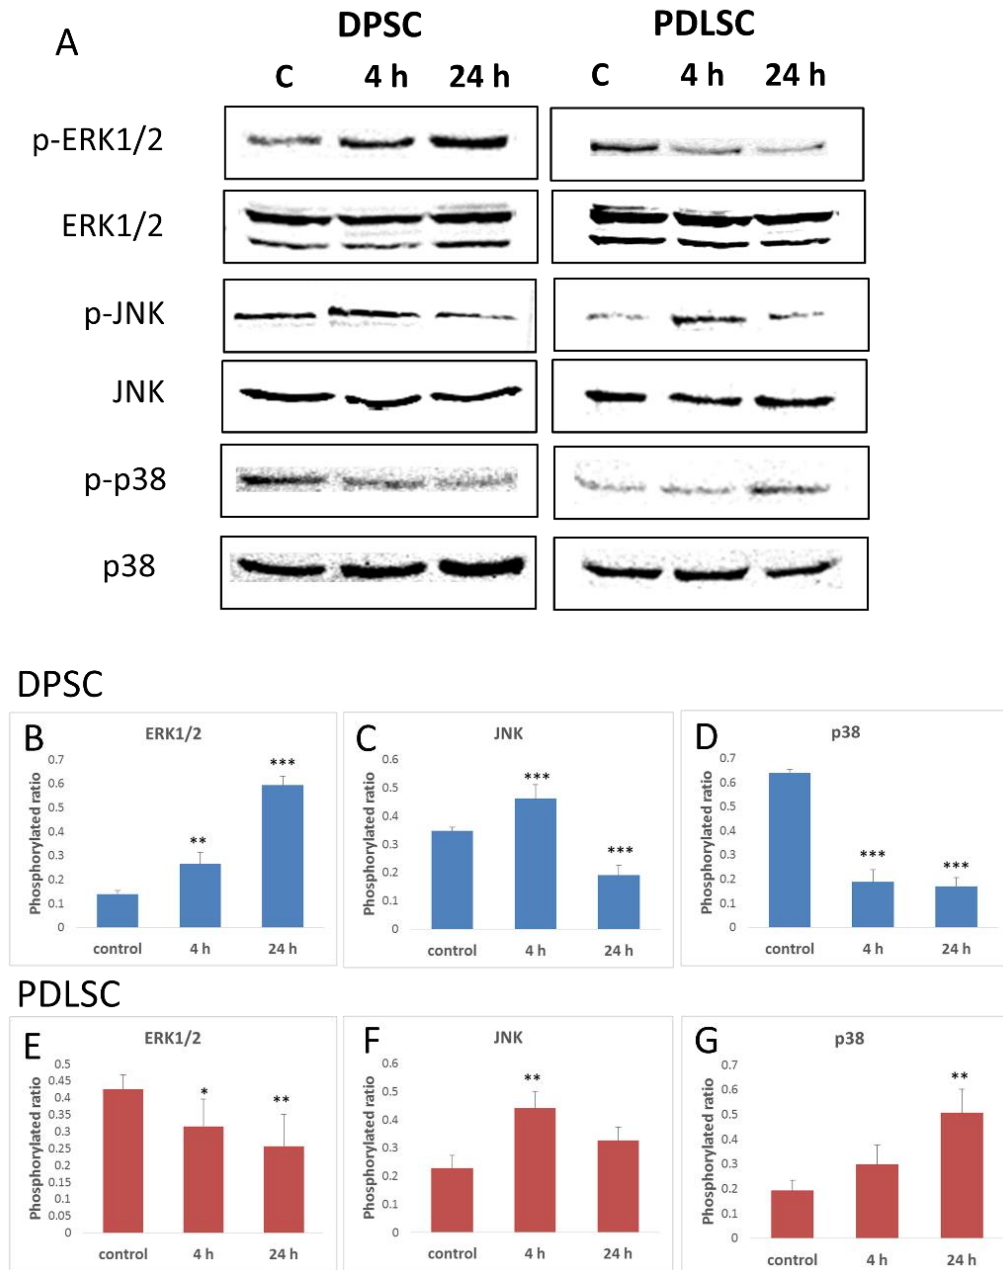 A
DPSC PDLSC
C 4 h 24 h C 4 h 24 h
p-ERK1/2
ERK1/2
p-JNK
JNK
p-p38
p38
DPSC
B
ERK1/2
Phosphorylated ratio
0.7
0.6
0.5
0.4
0.3
0.2
0.1
0
**
***
control 4 h 24 h
C
JNK
Phosphorylated ratio
0.6
0.5
0.4
0.3
0.2
0.1
0
***
***
control 4 h 24 h
D
p38
Phosphorylated ratio
0.7
0.6
0.5
0.4
0.3
0.2
0.1
0
***
***
control 4 h 24 h
PDLSC
E
ERK1/2
Phosphorylated ratio
0.5
0.45
0.4
0.35
0.3
0.25
0.2
0.15
0.1
0.05
0
*
**
control 4 h 24 h
F
JNK
Phosphorylated ratio
0.6
0.5
0.4
0.3
0.2
0.1
0
**
control 4 h 24 h
G
p38
Phosphorylated ratio
0.7
0.6
0.5
0.4
0.3
0.2
0.1
0
**
control 4 h 24 h